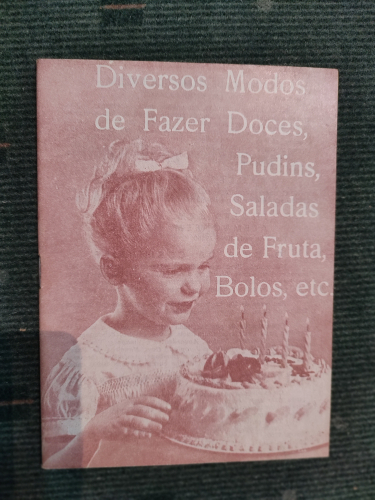 Diversos Modos
de Fazer Doces,
Pudins,
Saladas
de Fruta,
Bolos, etc.